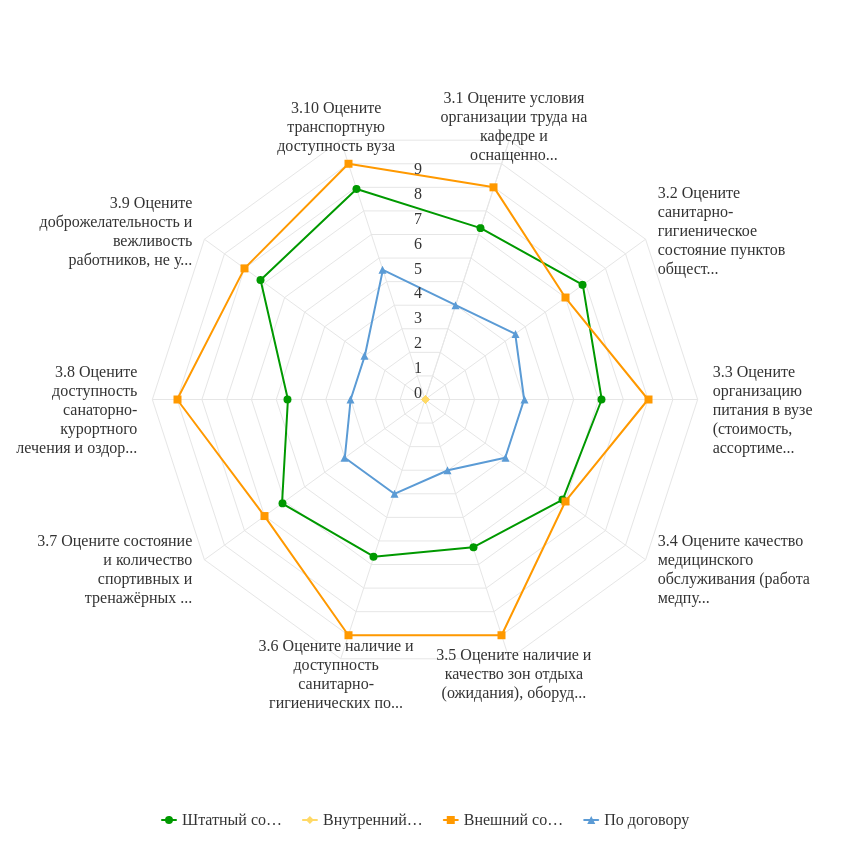 3.1 Оцените условия
организации труда на
кафедре и
оснащенно...
3.2 Оцените
санитарно-
гигиеническое
состояние пунктов
общест...
3.3 Оцените
организацию
питания в вузе
(стоимость,
ассортиме...
3.4 Оцените качество
медицинского
обслуживания (работа
медпу...
3.5 Оцените наличие и
качество зон отдыха
(ожидания), оборуд...
3.6 Оцените наличие и
доступность
санитарно-
гигиенических по...
3.7 Оцените состояние
и количество
спортивных и
тренажёрных ...
3.8 Оцените
доступность
санаторно-
курортного
лечения и оздор...
3.9 Оцените
доброжелательность и
вежливость
работников, не у...
3.10 Оцените
транспортную
доступность вуза
9
8
7
6
5
4
3
2
1
0
Штатный со… Внутренний… Внешний со… По договору